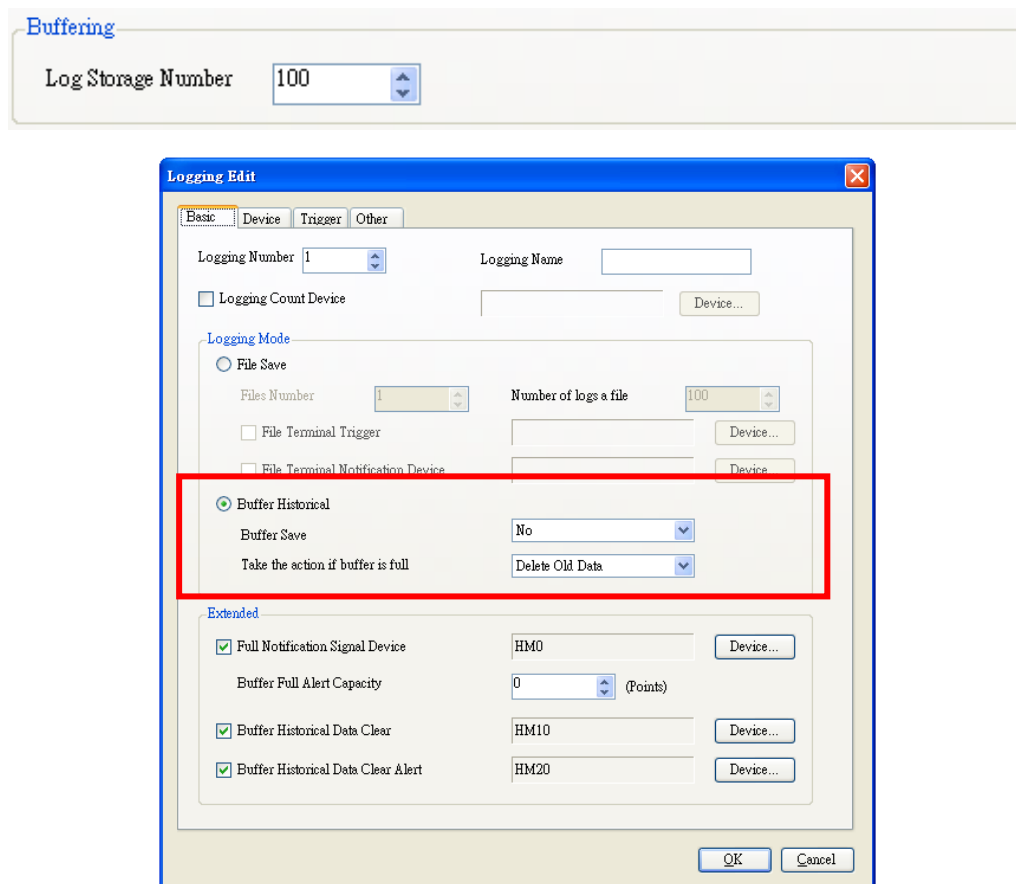 Buffering
Log Storage Number 100
Logging Edit
Basic Device Trigger Other
Logging Number 1 Logging Name
Logging Count Device Device...
Logging Mode
File Save
Files Number 1 Number of logs a file 100
File Terminal Trigger Device...
File Terminal Notification Device Device...
Buffer Historical
Buffer Save No
Take the action if buffer is full Delete Old Data
Extended
Full Notification Signal Device HM0 Device...
Buffer Full Alert Capacity 0 (Points)
Buffer Historical Data Clear HM10 Device...
Buffer Historical Data Clear Alert HM20 Device...
OK Cancel